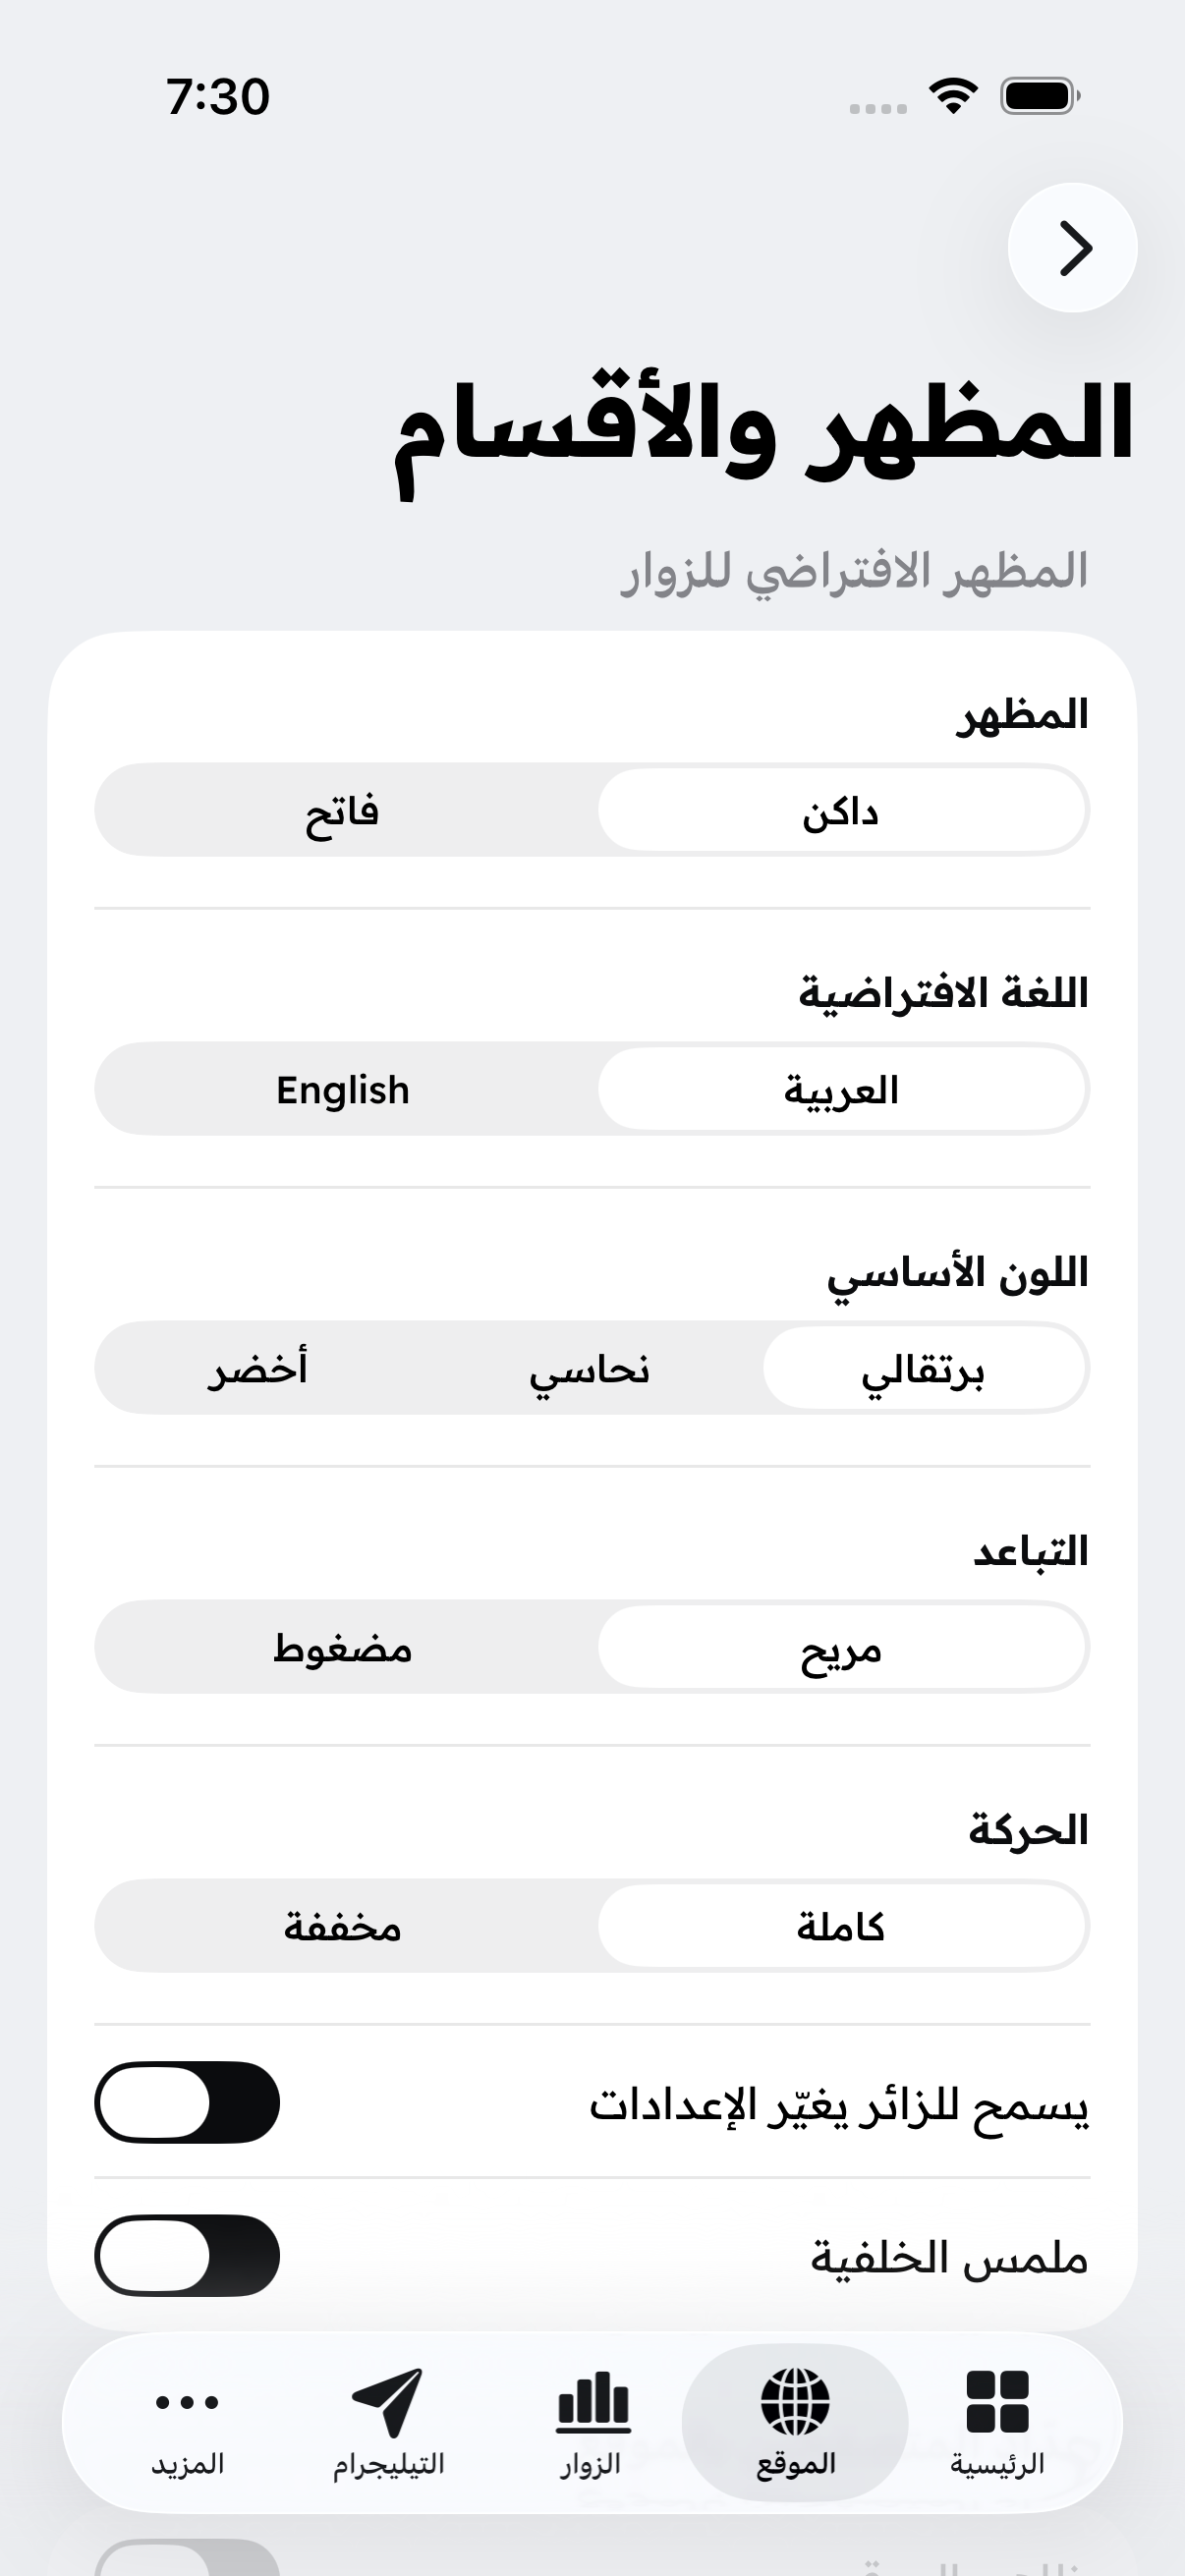 7:30
المظهر والأقسام
المظهر الافتراضي للزوار
المظهر
داكن
فاتح
اللغة الافتراضية
العربية
English
اللون الأساسي
برتقالي
نحاسي
أخضر
التباعد
مريح
مضغوط
الحركة
كاملة
مخففة
يسمح للزائر يغيّر الإعدادات
ملمس الخلفية
الرئيسية
الموقع
الزوار
التيليجرام
المزيد